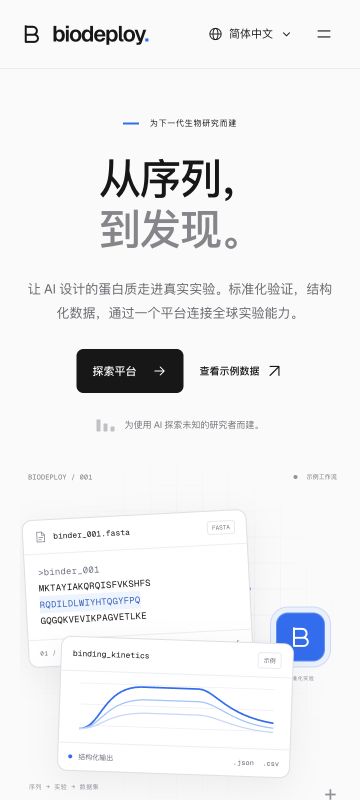 B biodeploy.
简体中文
为下一代生物研究而建
从序列，
到发现。
让 AI 设计的蛋白质走进真实实验。标准化验证，结构
化数据，通过一个平台连接全球实验能力。
探索平台
查看示例数据
为使用 AI 探索未知的研究者而建。
BIODEPLOY / 001
示例工作流
binder_001.fasta
FASTA
>binder_001
MKTAYIAKQRQISFVKSHFS
RQDILDLWIYHTQGYFPQ
GQGQKVEVIKPAGVETLKE
01 /
B
准化实验
binding_kinetics
示例
结构化输出
.json .csv
序列 → 实验 → 数据集